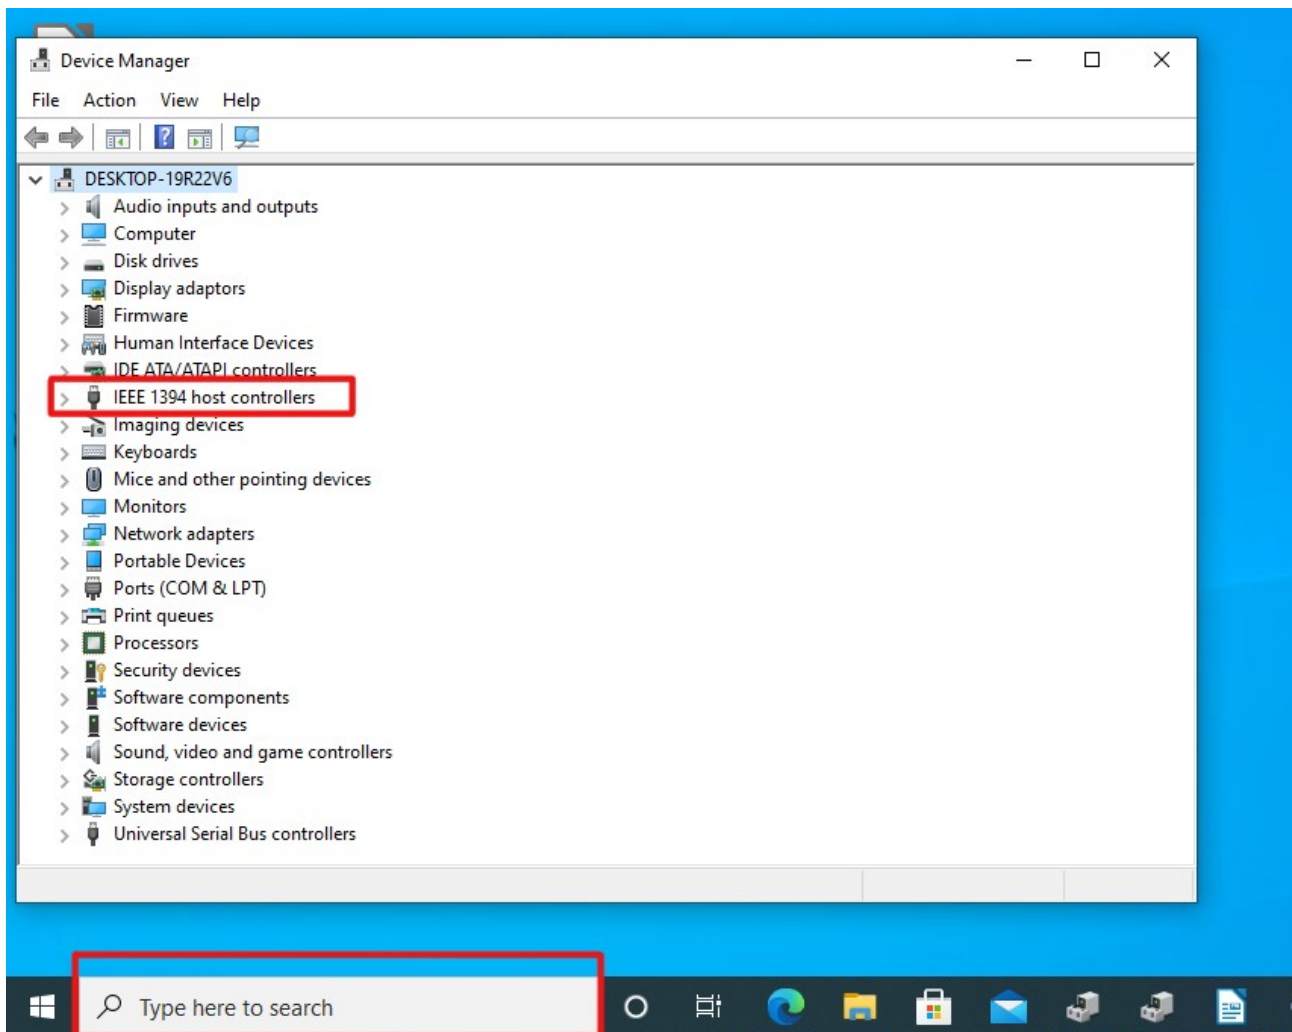 Device Manager
File Action View Help
DESKTOP-19R22V6
Audio inputs and outputs
Computer
Disk drives
Display adaptors
Firmware
Human Interface Devices
IDE ATA/ATAPI controllers
IEEE 1394 host controllers
Imaging devices
Keyboards
Mice and other pointing devices
Monitors
Network adapters
Portable Devices
Ports (COM & LPT)
Print queues
Processors
Security devices
Software components
Software devices
Sound, video and game controllers
Storage controllers
System devices
Universal Serial Bus controllers
Type here to search